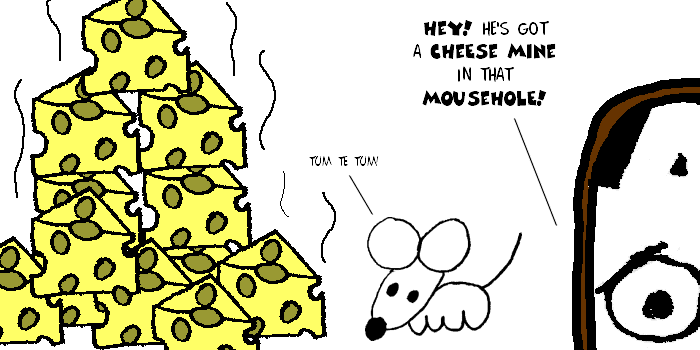 HEY! HE'S GOT
A CHEESE MINE
IN THAT
MOUSEHOLE!
TUM TE TUM!